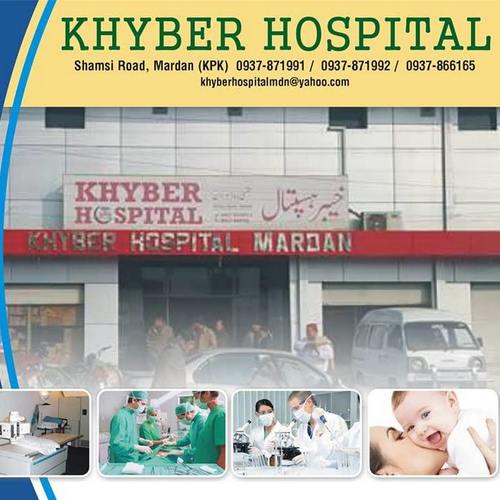 KHYBER HOSPITAL
Shamsi Road, Mardan (KPK) 0937-871991 / 0937-871992 / 0937-866165
khyberhospitalmdn@yahoo.com
KHYBER
HOSPITAL
خیبر ہسپتال
KHYBER HOSPITAL MARDAN